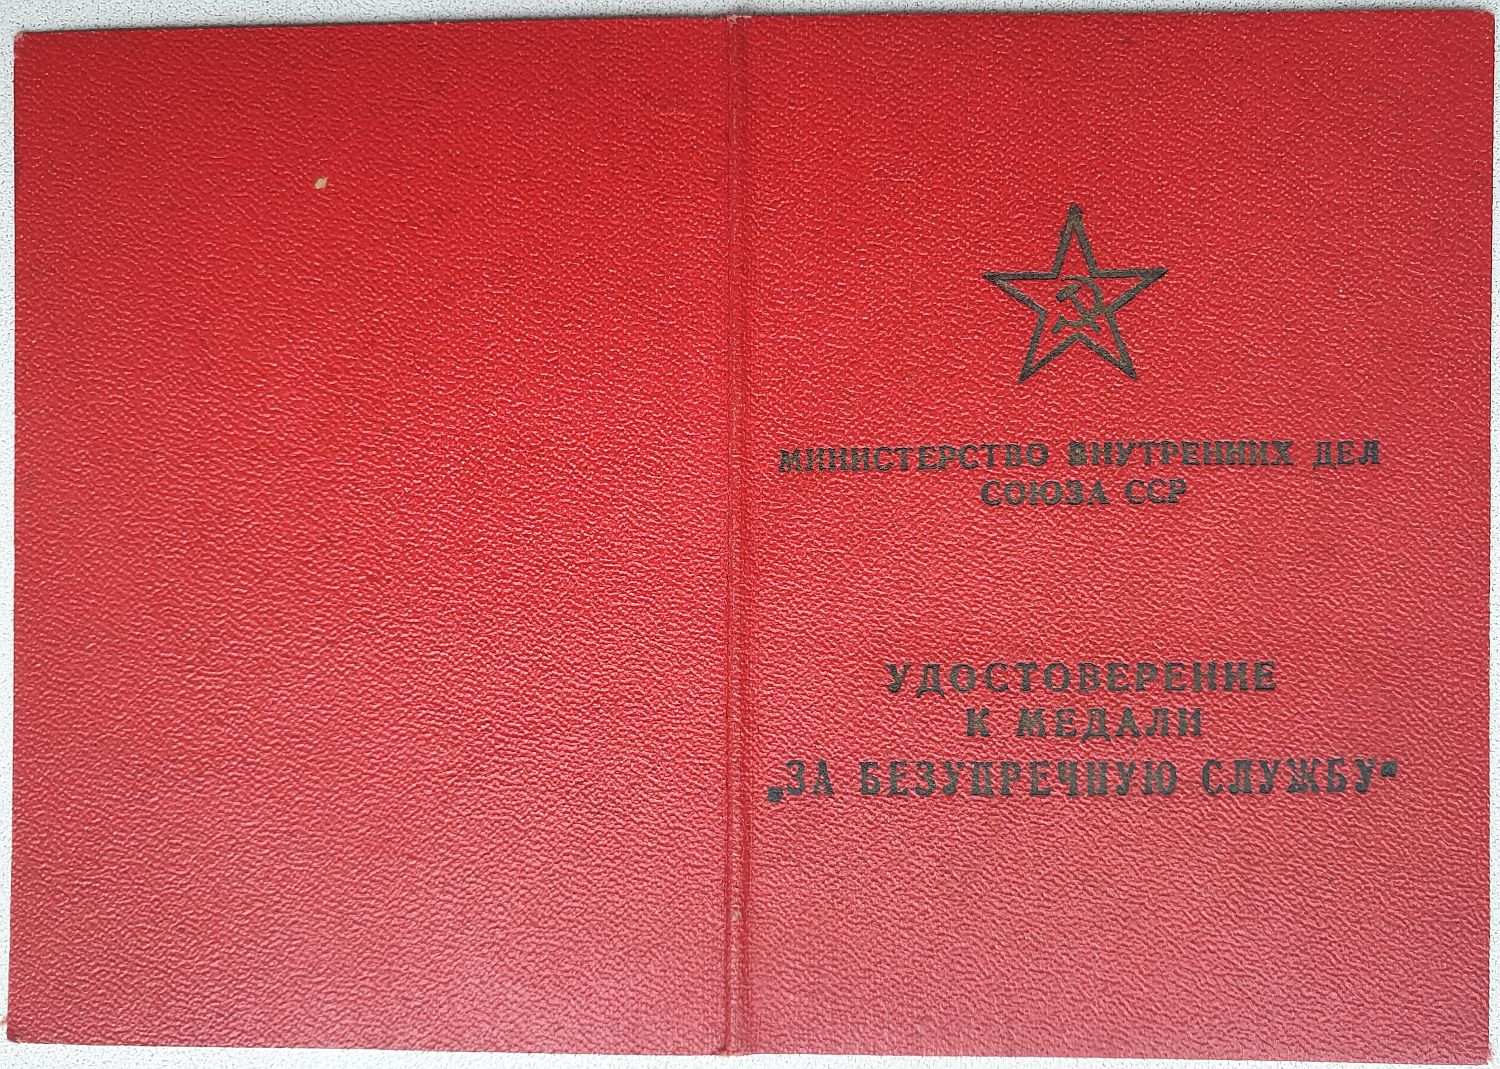 МИНИСТЕРСТВО ВНУТРЕННИХ ДЕЛ
СОЮЗА ССР
УДОСТОВЕРЕНИЕ
К МЕДАЛИ
„ЗА БЕЗУПРЕЧНУЮ СЛУЖБУ“